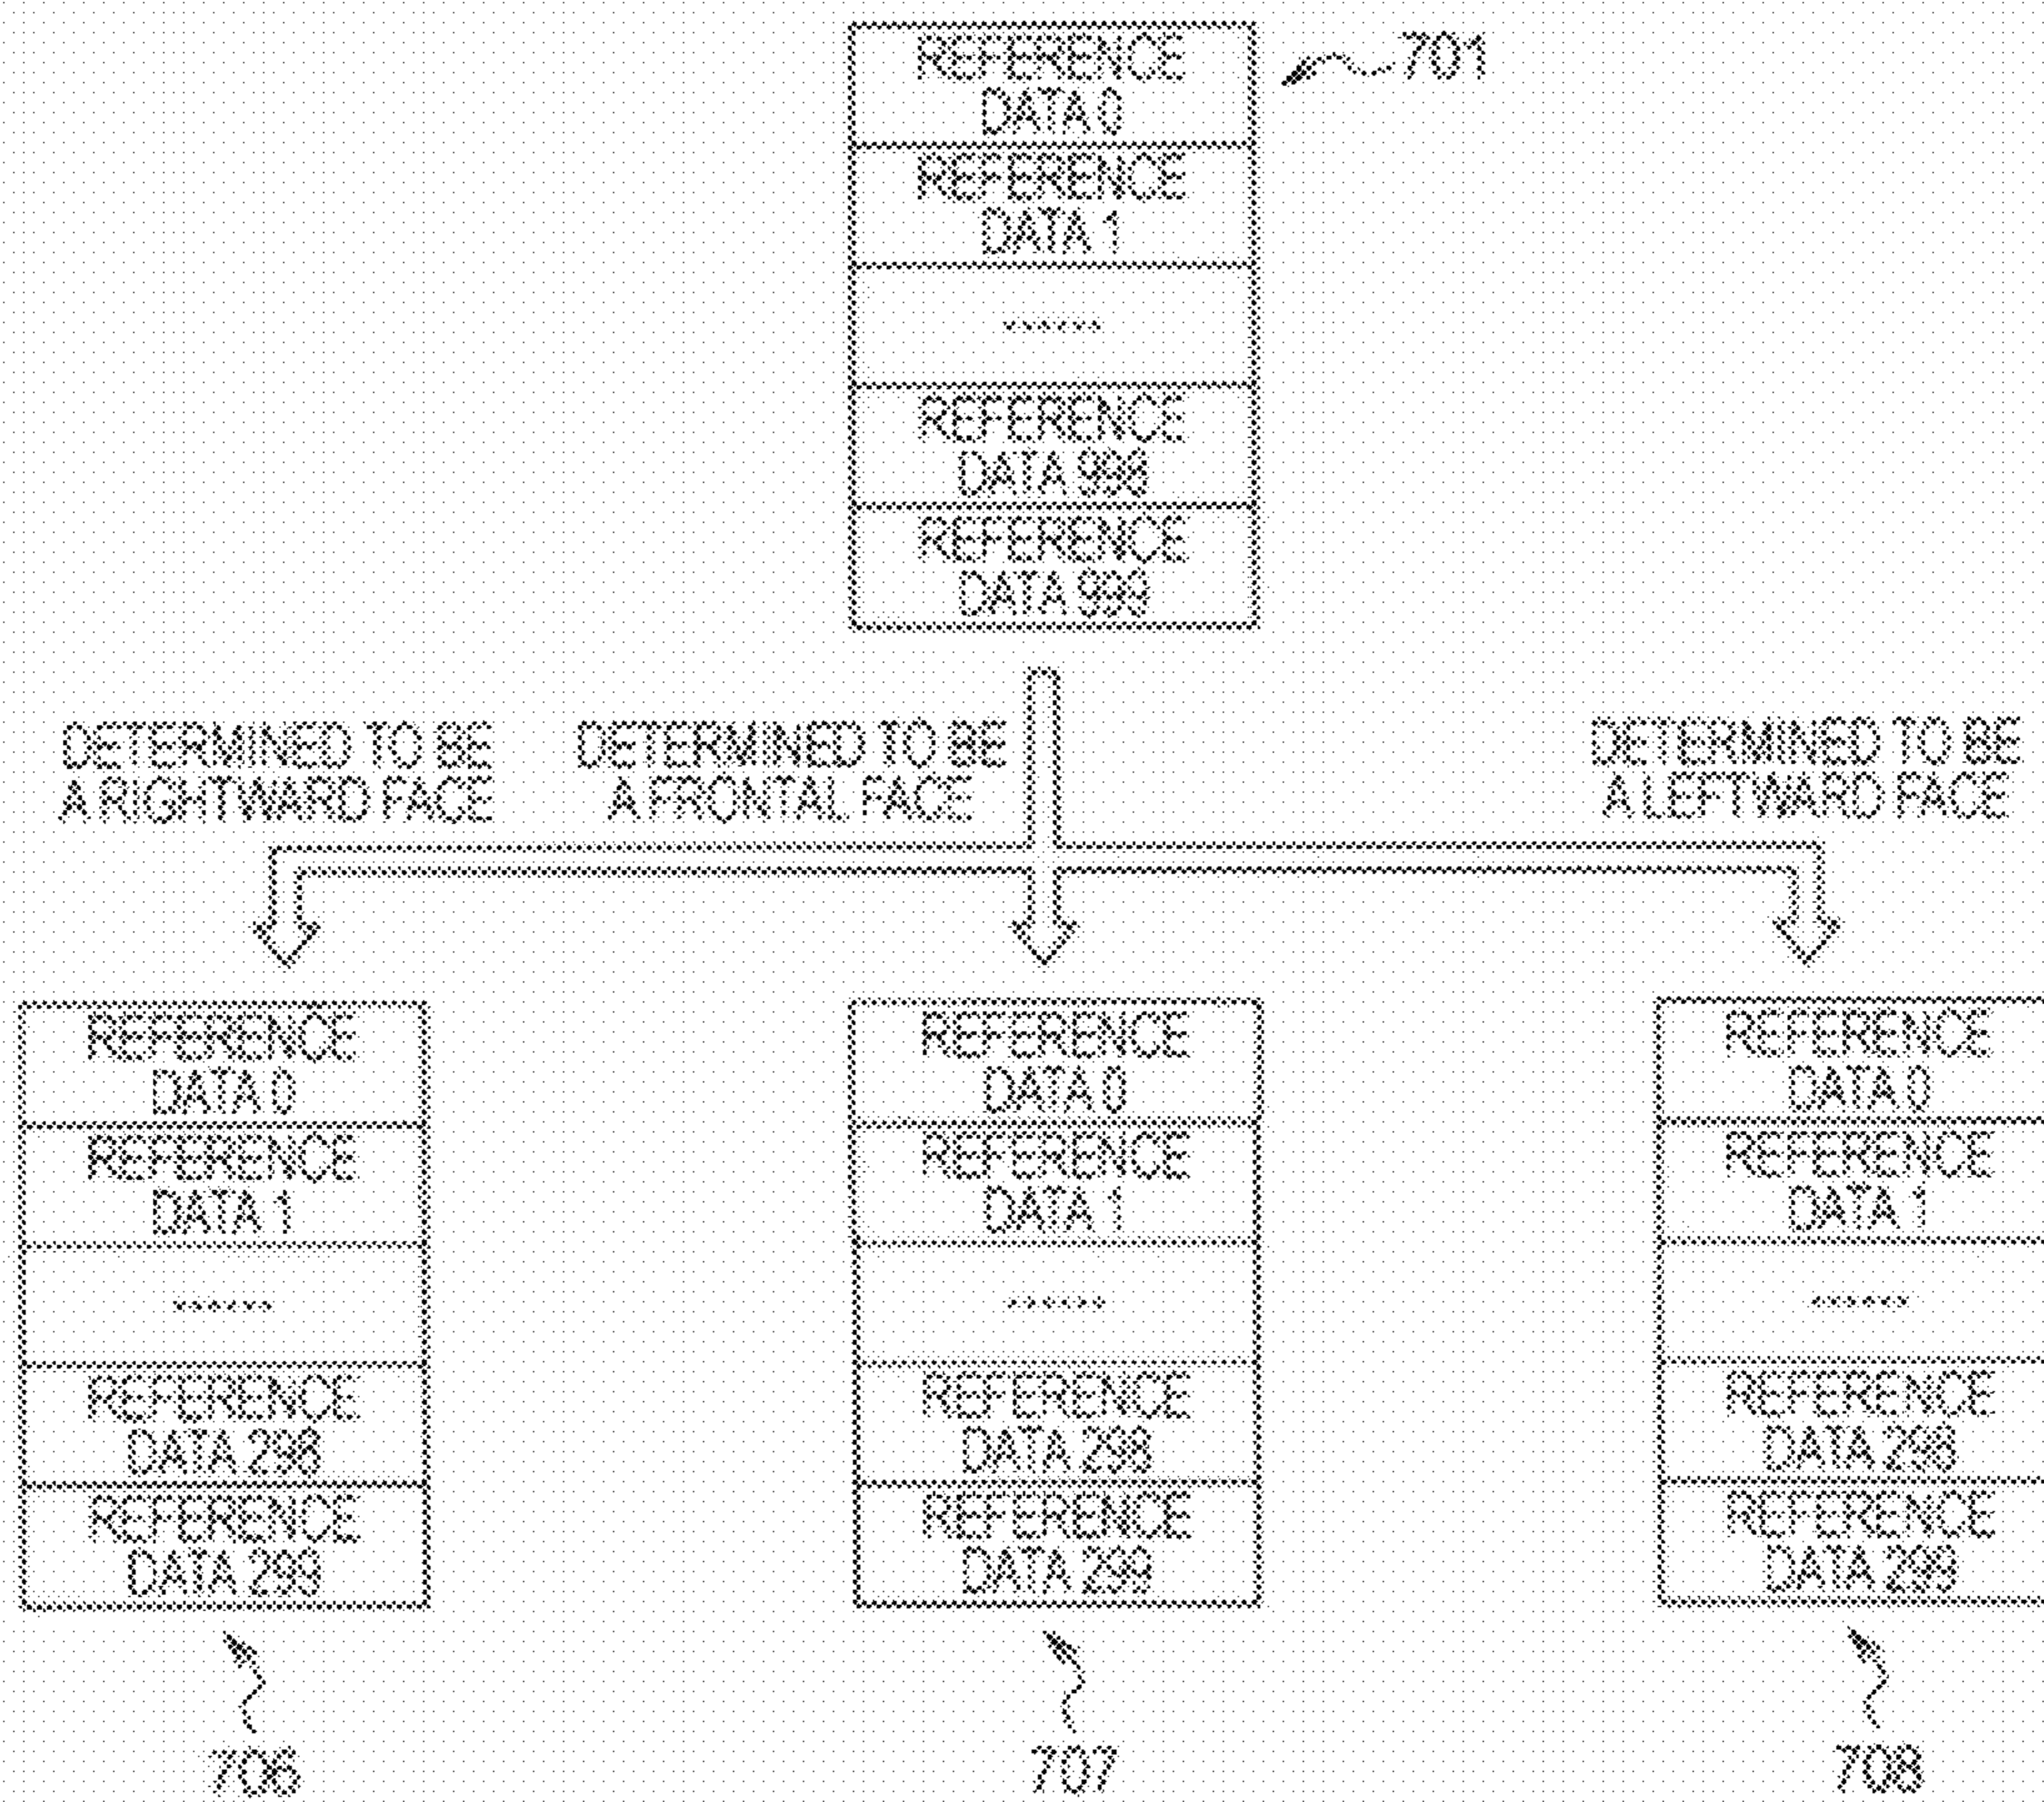 REFERENCE
DATA 0
701
REFERENCE
DATA 1
------
REFERENCE
DATA 998
REFERENCE
DATA 999
DETERMINED TO BE
A RIGHTWARD FACE
DETERMINED TO BE
A FRONTAL FACE
DETERMINED TO BE
A LEFTWARD FACE
REFERENCE
DATA 0
REFERENCE
DATA 1
------
REFERENCE
DATA 298
REFERENCE
DATA 299
706
REFERENCE
DATA 0
REFERENCE
DATA 1
------
REFERENCE
DATA 298
REFERENCE
DATA 299
707
REFERENCE
DATA 0
REFERENCE
DATA 1
------
REFERENCE
DATA 298
REFERENCE
DATA 299
708